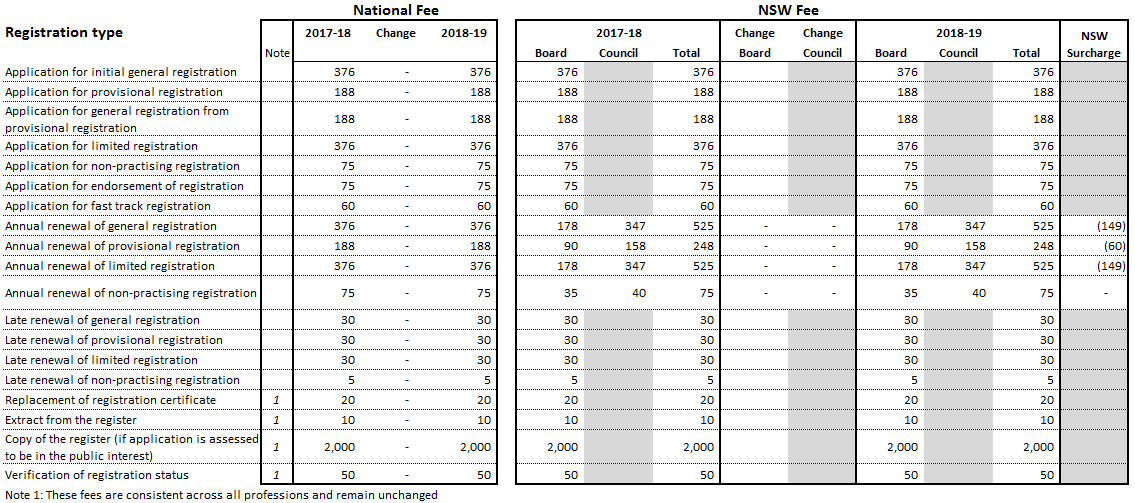 National Fee NSW Fee
Registration type 2017-18 Change 2018-19 2017-18 Change Change 2018-19 NSW
Note Board Council Total Board Council Board Council Total Surcharge
Application for initial general registration 376 - 376 376 376 376 376
Application for provisional registration 188 - 188 188 188 188 188
Application for general registration from
provisional registration 188 - 188 188 188 188 188
Application for limited registration 376 - 376 376 376 376 376
Application for non-practising registration 75 - 75 75 75 75 75
Application for endorsement of registration 75 - 75 75 75 75 75
Application for fast track registration 60 - 60 60 60 60 60
Annual renewal of general registration 376 - 376 178 347 525 - - 178 347 525 (149)
Annual renewal of provisional registration 188 - 188 90 158 248 - - 90 158 248 (60)
Annual renewal of limited registration 376 - 376 178 347 525 - - 178 347 525 (149)
Annual renewal of non-practising registration 75 - 75 35 40 75 - - 35 40 75 -
Late renewal of general registration 30 - 30 30 30 30 30
Late renewal of provisional registration 30 - 30 30 30 30 30
Late renewal of limited registration 30 - 30 30 30 30 30
Late renewal of non-practising registration 5 - 5 5 5 5 5
Replacement of registration certificate 1 20 - 20 20 20 20 20
Extract from the register 1 10 - 10 10 10 10 10
Copy of the register (if application is assessed
to be in the public interest) 1 2,000 - 2,000 2,000 2,000 2,000 2,000
Verification of registration status 1 50 - 50 50 50 50 50
Note 1: These fees are consistent across all professions and remain unchanged